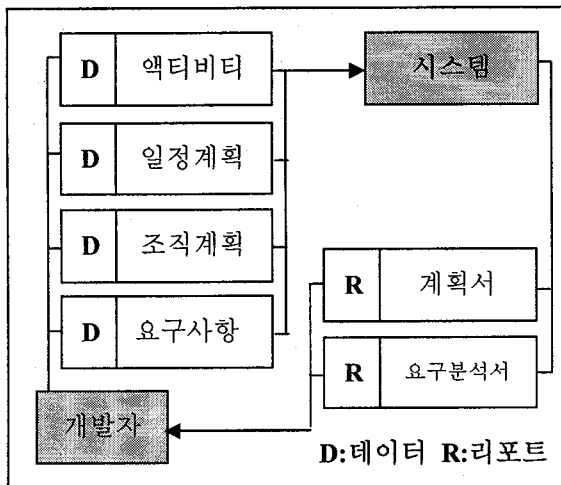 D 액티비티
시스템
D 일정계획
D 조직계획
R 계획서
D 요구사항
R 요구분석서
개발자
D:데이터 R:리포트